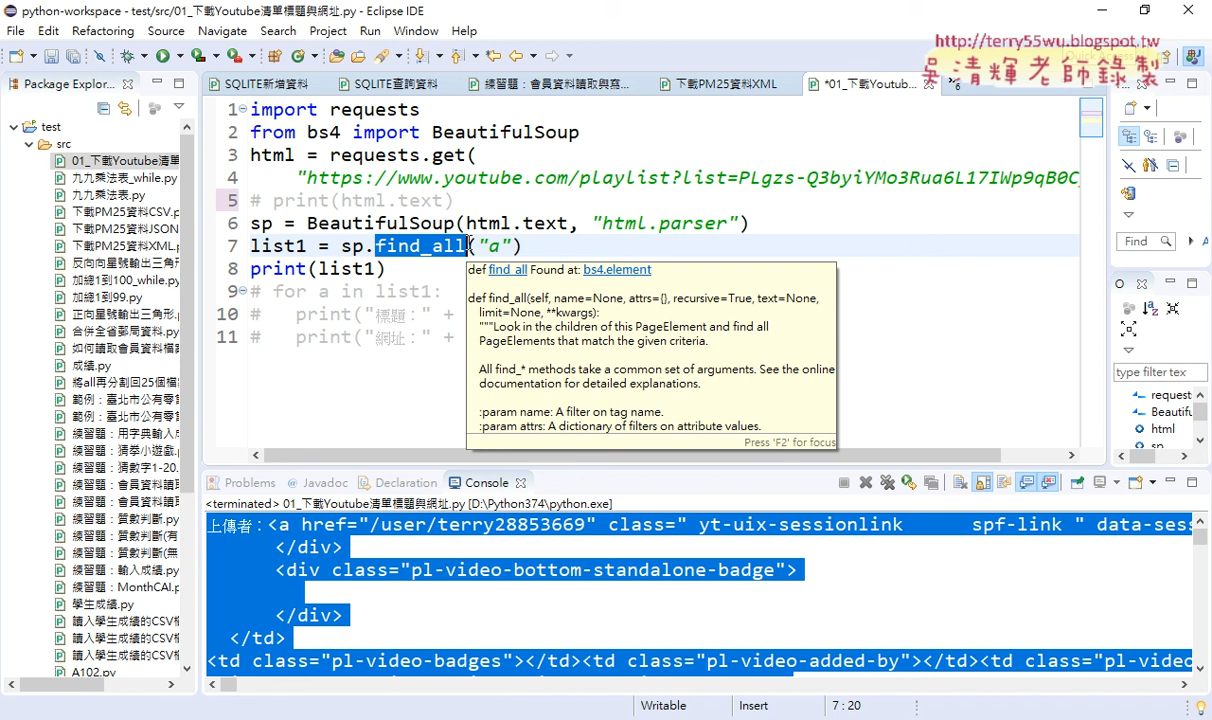 python-workspace - test/src/01_下載Youtube清單標題與網址.py - Eclipse IDE
File Edit Refactoring Source Navigate Search Project Run Window Help
http://terry55wu.blogspot.tw
吳清輝老師錄製
Package Explor...
SQLITE新增資料
SQLITE查詢資料
練習題：會員資料讀取與寫...
下載PM25資料XML
*01_下載Youtub...
test
src
01_下載Youtube清單
九九乘法表_while.py
九九乘法表.py
下載PM25資料CSV.p
下載PM25資料JSON.
下載PM25資料XML.p
反向向星號輸出三角形.
加總1到100_while.py
加總1到99.py
正向星號輸出三角形.
合併全省郵局資料.py
如何讀取會員資料檔
成績.py
將all再分割回25個檔
範例：臺北市公有零售
範例：臺北市公有零
練習題：用字典輸入成
練習題：猜拳小遊戲.
練習題：猜數字1-20.
練習題：會員資料讀
練習題：會員資料讀
練習題：質數判斷.py
練習題：質數判斷(有
練習題：質數判斷(無
練習題：輸入成績.py
練習題：MonthCAI.p
學生成績.py
讀入學生成績的CSV檔
讀入學生成績的CSV檔
讀入學生成績的CSV檔
A102.py
1 import requests
2 from bs4 import BeautifulSoup
3 html = requests.get(
4 "https://www.youtube.com/playlist?list=PLgzs-Q3byiYMo3Rua6L17IWp9qB0C
5 # print(html.text)
6 sp = BeautifulSoup(html.text, "html.parser")
7 list1 = sp.find_all("a")
8 print(list1)
9 # for a in list1:
10 # print("標題：" +
11 # print("網址：" +
def find_all Found at: bs4.element
def find_all(self, name=None, attrs={}, recursive=True, text=None,
limit=None, **kwargs):
"""Look in the children of this PageElement and find all
PageElements that match the given criteria.
All find_* methods take a common set of arguments. See the online
documentation for detailed explanations.
:param name: A filter on tag name.
:param attrs: A dictionary of filters on attribute values.
Press 'F2' for focus
Find
All
type filter tex
request
Beautifu
html
sp
Problems Javadoc Declaration Console
<terminated> 01_下載Youtube清單標題與網址.py [D:\Python374\python.exe]
上傳者：<a href="/user/terry28853669" class=" yt-uix-sessionlink spf-link " data-sess
</div>
<div class="pl-video-bottom-standalone-badge">
</div>
</td>
<td class="pl-video-badges"></td><td class="pl-video-added-by"></td><td class="pl-video
Writable Insert 7 : 20